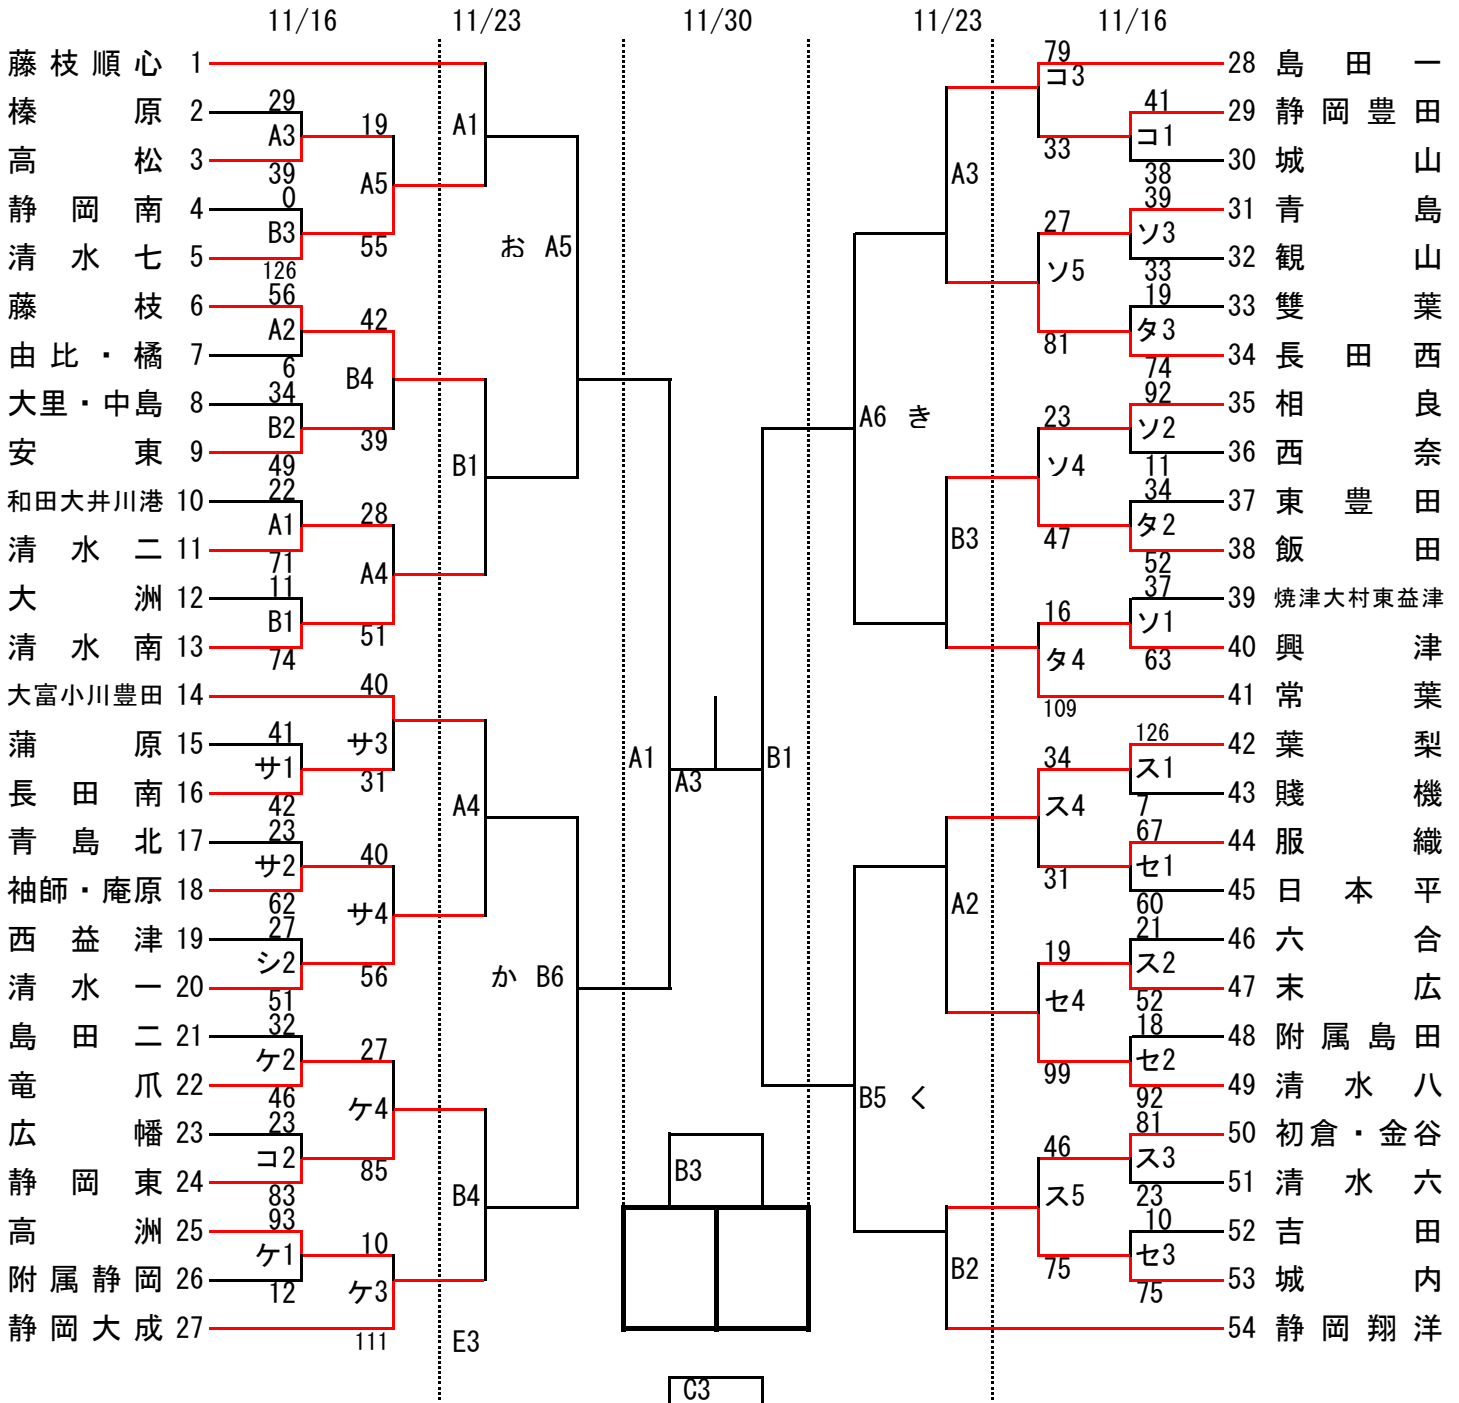 11/16 11/23 11/30 11/23 11/16
藤枝順心 1
榛原 2
高松 3
静岡南 4
清水七 5
藤枝 6
由比・橘 7
大里・中島 8
安東 9
和田大井川港 10
清水二 11
大洲 12
清水南 13
大富小川豊田 14
蒲原 15
長田南 16
青島北 17
袖師・庵原 18
西益津 19
清水一 20
島田二 21
竜爪 22
広幡 23
静岡東 24
高洲 25
附属静岡 26
静岡大成 27
29
A3
39
0
B3
126
56
A2
6
34
B2
49
22
A1
71
11
B1
74
41
サ1
42
23
サ2
62
27
シ2
51
32
ケ2
46
23
コ2
83
93
ケ1
12
19
A5
55
42
B4
39
28
A4
51
40
サ3
31
40
サ4
56
27
ケ4
85
10
ケ3
111
A1
B1
A4
B4
E3
お A5
か B6
A1
A3
B1
B3
C3
A6 き
B5 く
A3
B3
A2
B2
79
コ3
33
27
ソ5
81
23
ソ4
47
16
タ4
109
34
ス4
31
19
セ4
99
46
ス5
75
41
コ1
38
39
ソ3
33
19
タ3
74
92
ソ2
11
34
タ2
52
37
ソ1
63
126
ス1
7
67
セ1
60
21
ス2
52
18
セ2
92
81
ス3
23
10
セ3
75
28 島田一
29 静岡豊田
30 城山
31 青島
32 観山
33 雙葉
34 長田西
35 相良
36 西奈
37 東豊田
38 飯田
39 焼津大村東益津
40 興津
41 常葉
42 葉梨
43 賤機
44 服織
45 日本平
46 六合
47 末広
48 附属島田
49 清水八
50 初倉・金谷
51 清水六
52 吉田
53 城内
54 静岡翔洋